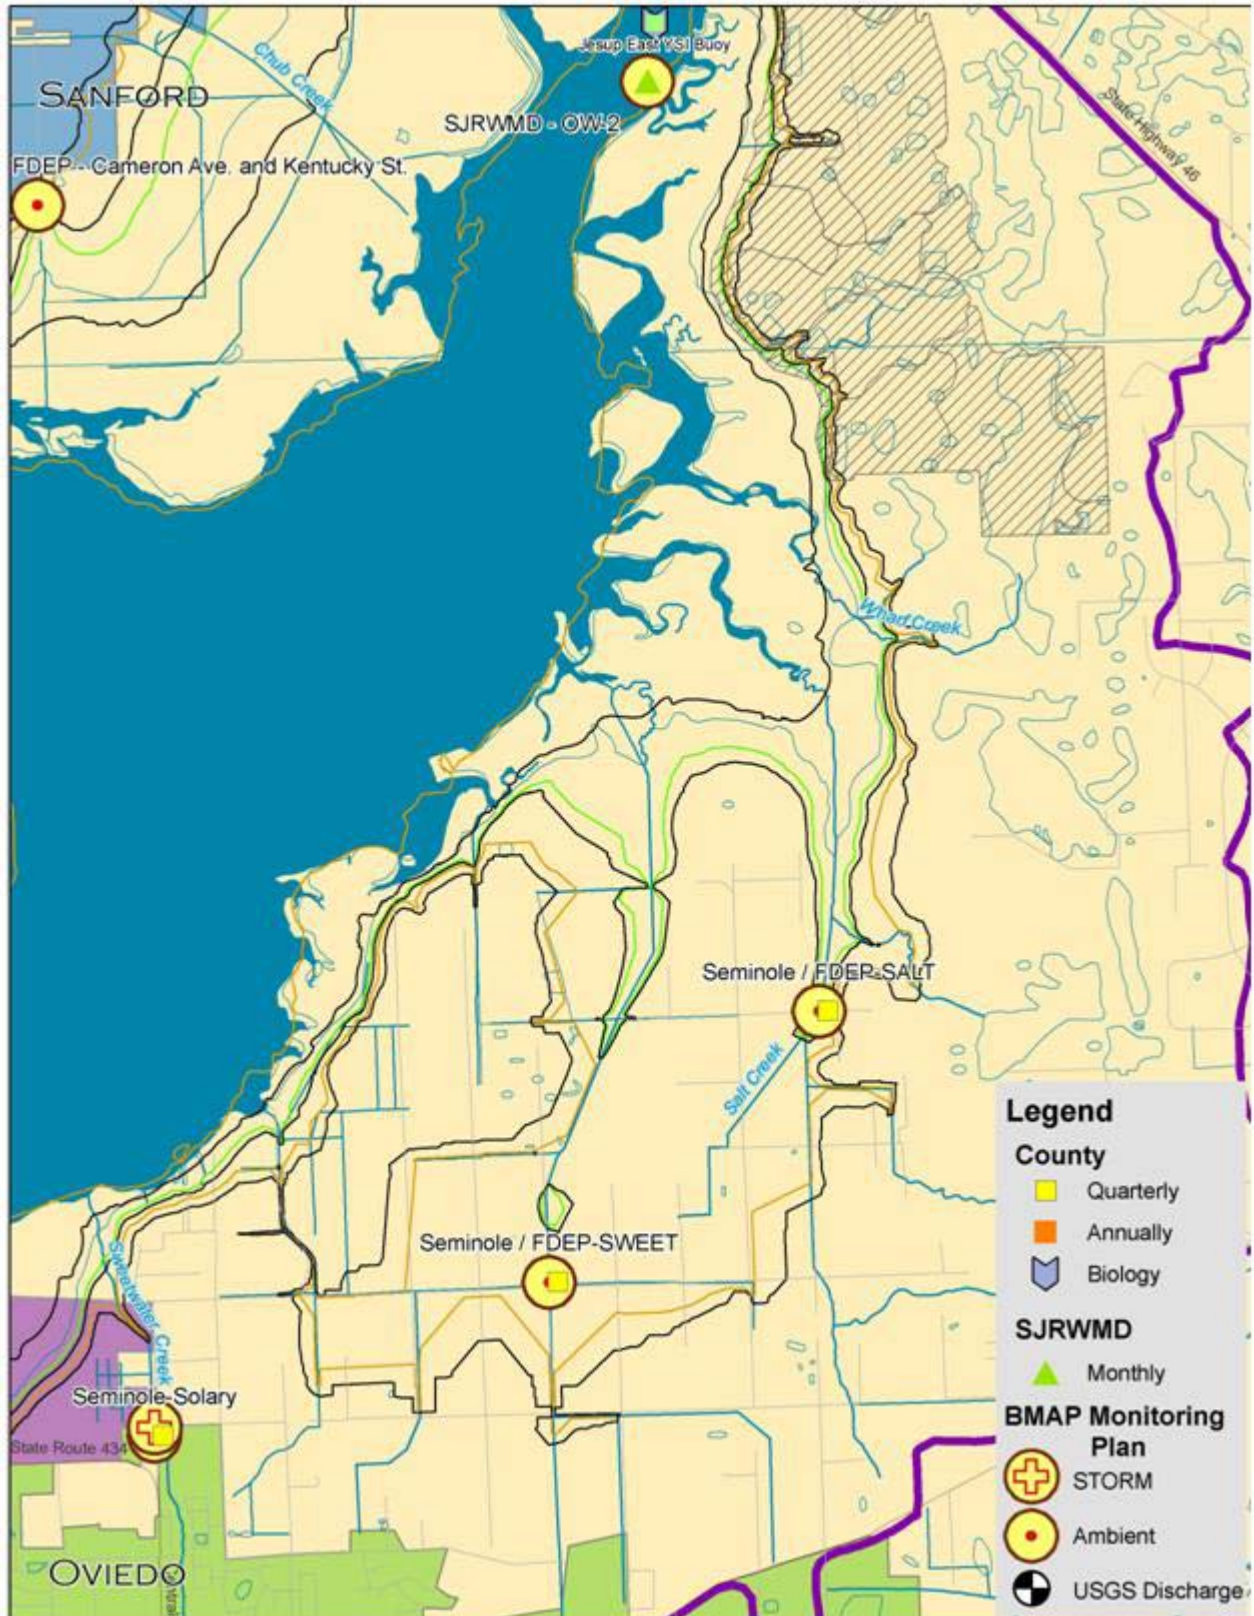 Jesup East YSI Buoy
Chub Creek
SANFORD
State Highway 46
SJRWMD - OW-2
FDEP - Cameron Ave. and Kentucky St.
Wharf Creek
Seminole / FDEP-SALT
Salt Creek
Seminole / FDEP-SWEET
Sweetwater Creek
Seminole-Solary
State Route 434
OVIEDO
Central
Legend
County
Quarterly
Annually
Biology
SJRWMD
Monthly
BMAP Monitoring
Plan
STORM
Ambient
USGS Discharge